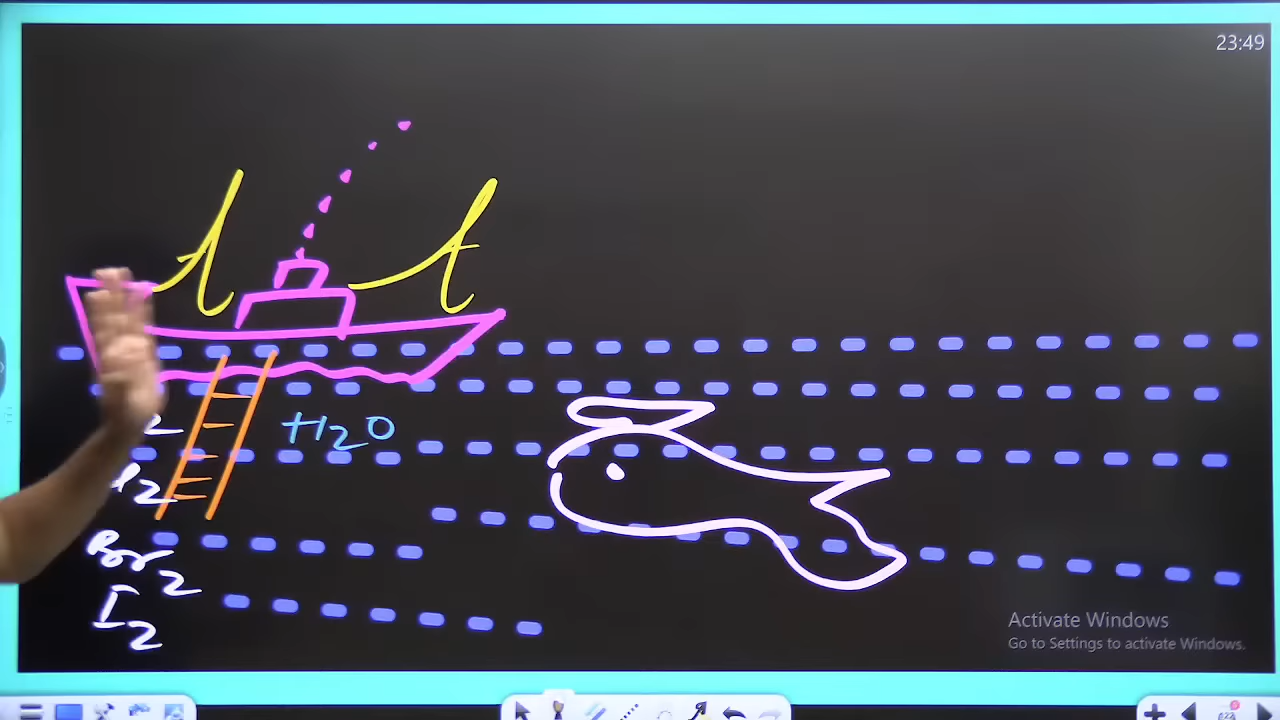 23:49
H2O
Br2
I2
Activate Windows
Go to Settings to activate Windows.